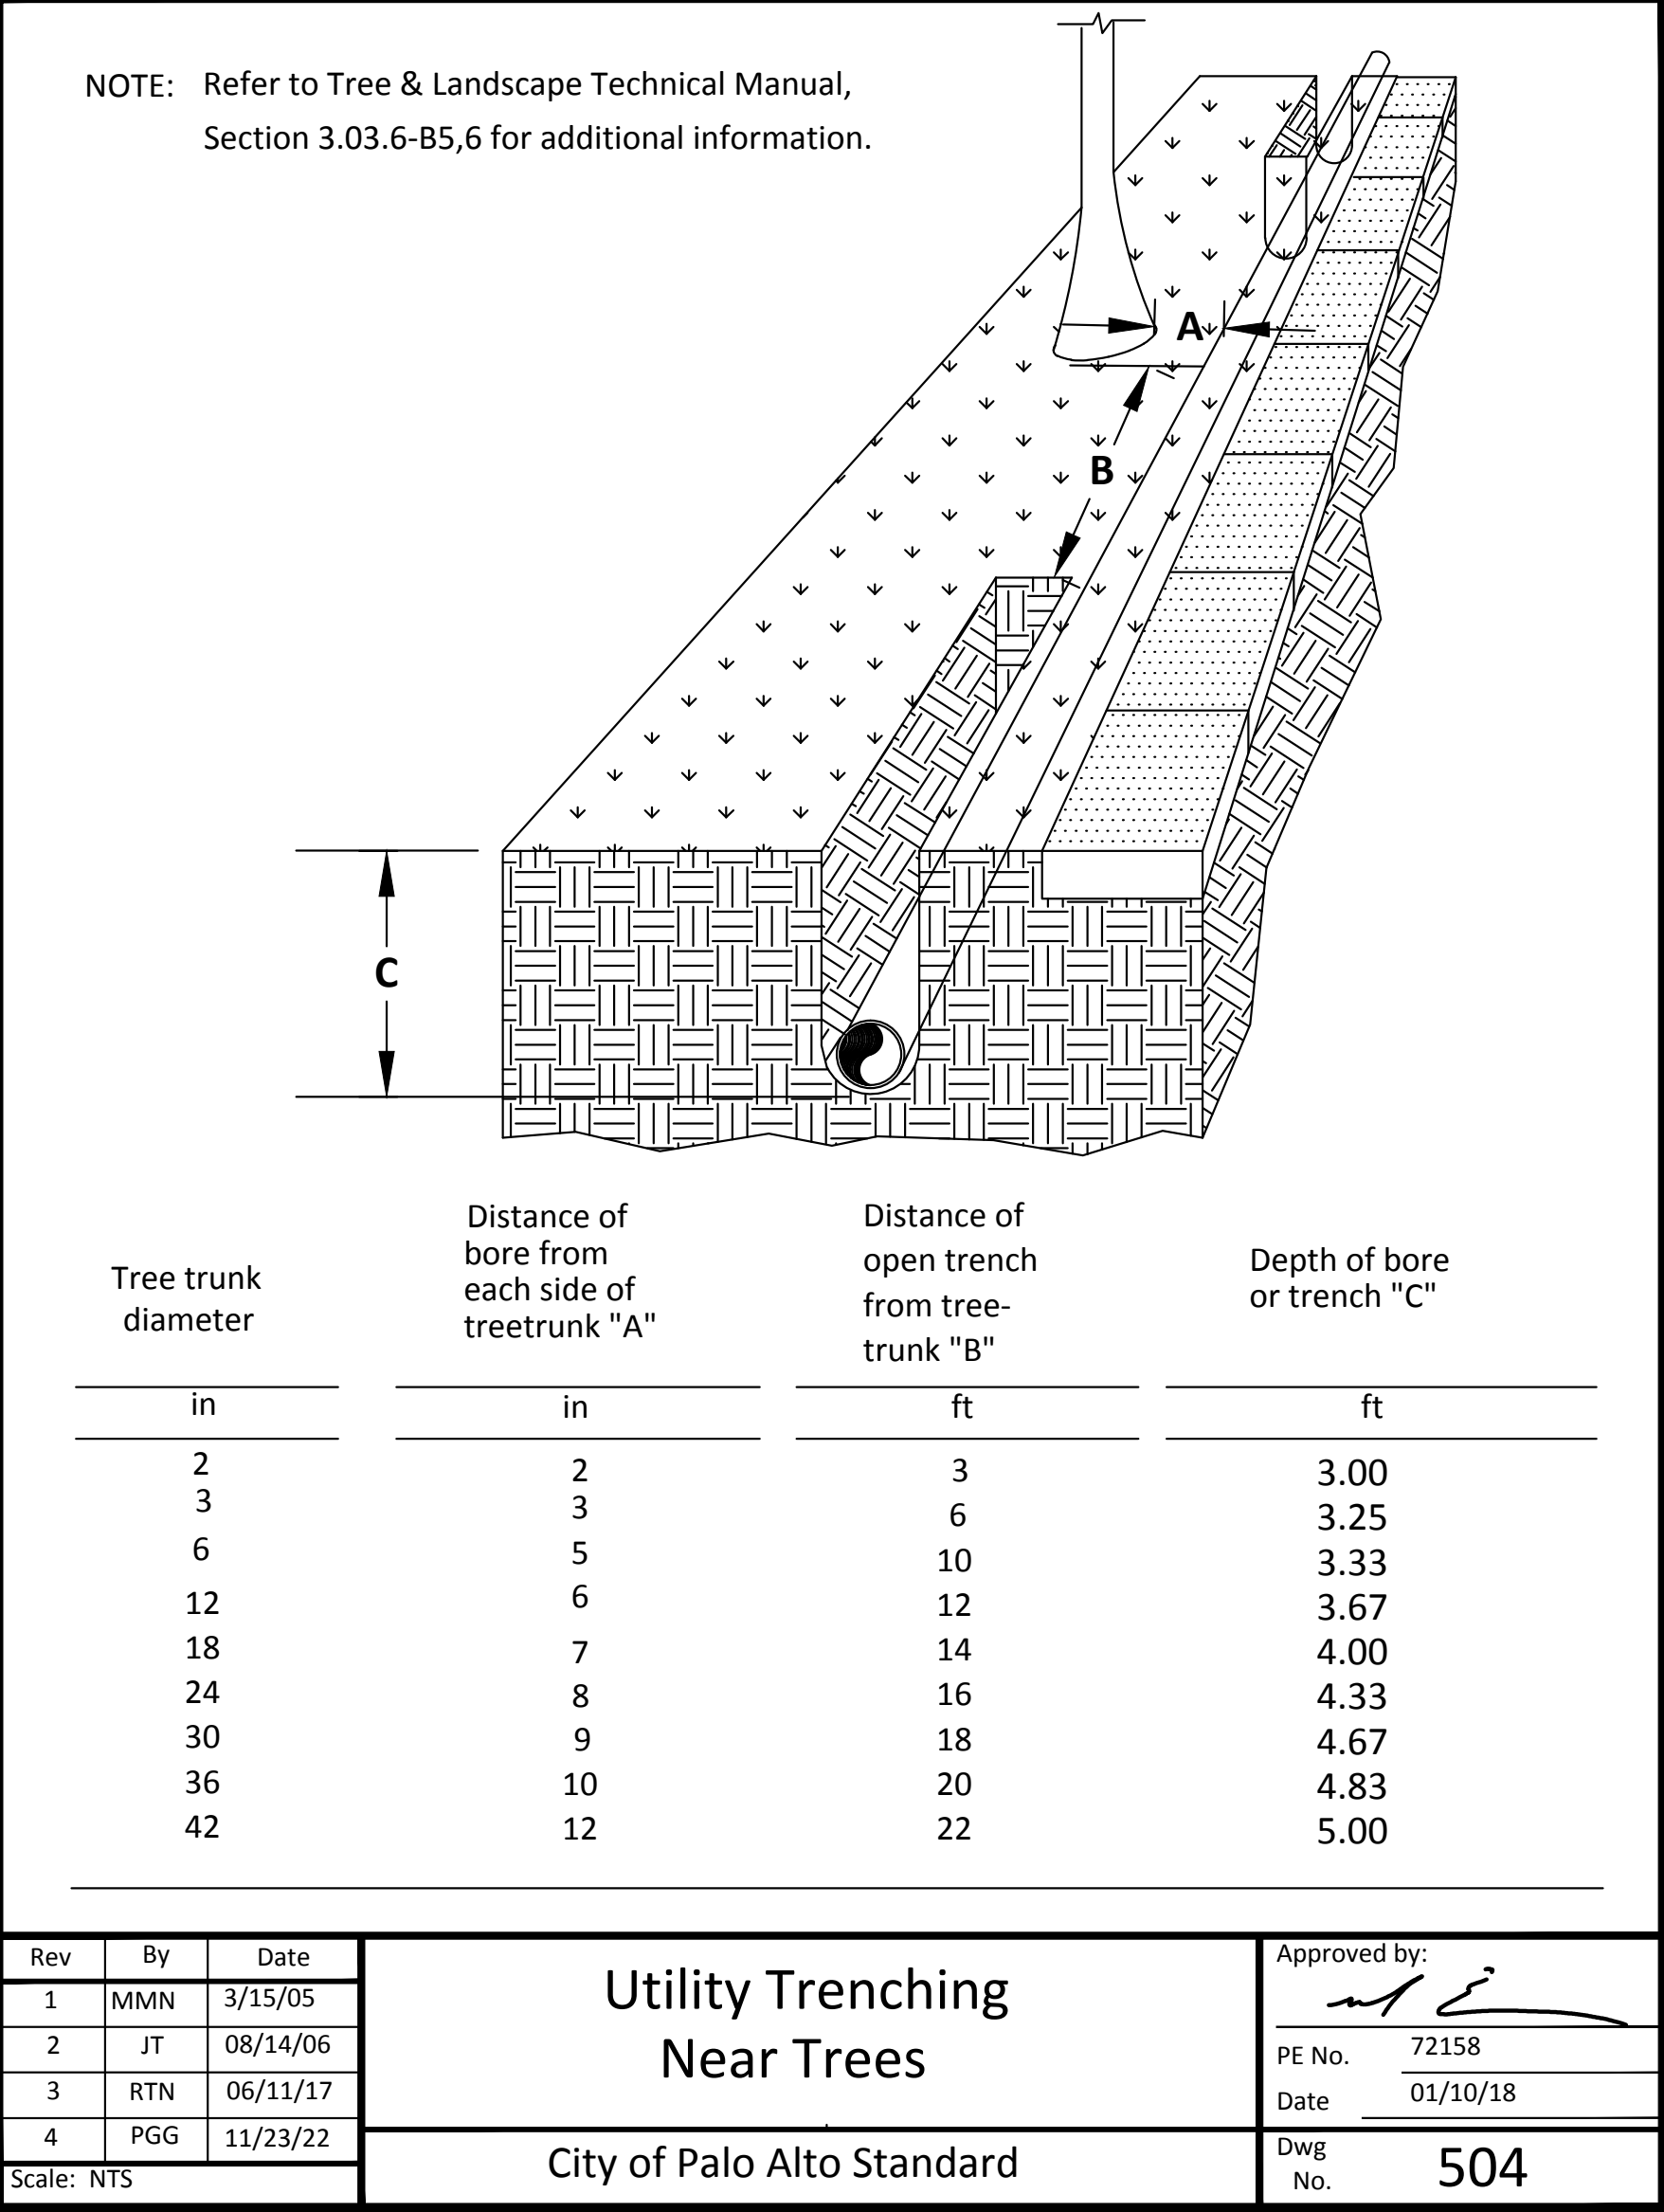 NOTE: Refer to Tree & Landscape Technical Manual,
Section 3.03.6-B5,6 for additional information.
A
B
C
Tree trunk
diameter
Distance of
bore from
each side of
treetrunk "A"
Distance of
open trench
from tree-
trunk "B"
Depth of bore
or trench "C"
in in ft ft
2 2 3 3.00
3 3 6 3.25
6 5 10 3.33
12 6 12 3.67
18 7 14 4.00
24 8 16 4.33
30 9 18 4.67
36 10 20 4.83
42 12 22 5.00
Rev By Date
1 MMN 3/15/05
2 JT 08/14/06
3 RTN 06/11/17
4 PGG 11/23/22
Scale: NTS
Utility Trenching
Near Trees
City of Palo Alto Standard
Approved by:
PE No. 72158
Date 01/10/18
Dwg
No. 504